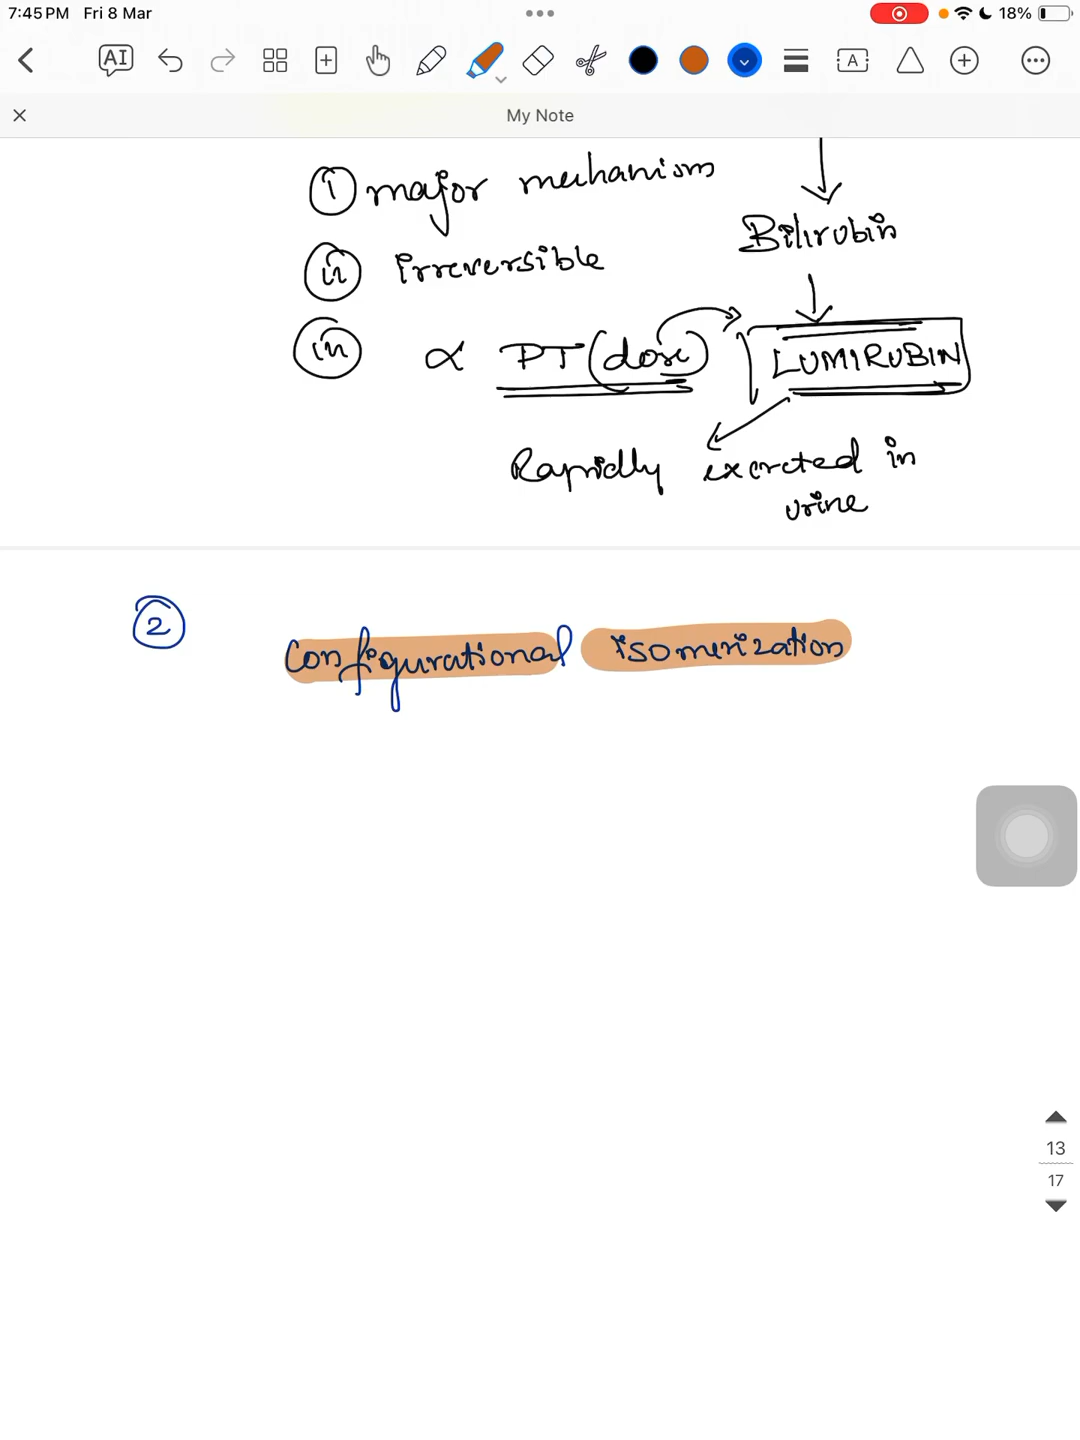 7:45 PM Fri 8 Mar 18%
AI A
My Note
i major mechanism
Bilirubin
ii irreversible
iii ∝ PT (dose) LUMIRUBIN
Rapidly excreted in
urine
2 Configurational isomerization
13
17